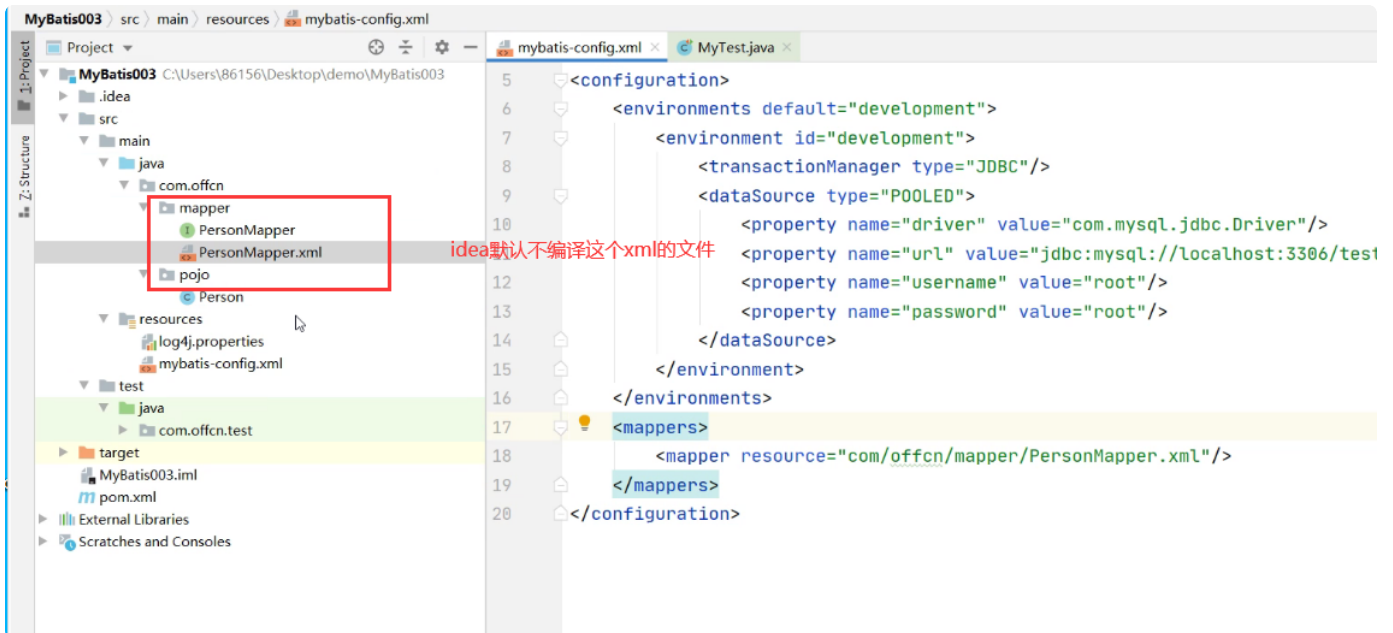 MyBatis003 〉 src 〉 main 〉 resources 〉 mybatis-config.xml
Project
mybatis-config.xml ×
MyTest.java ×
1: Project
Z: Structure
MyBatis003 C:\Users\86156\Desktop\demo\MyBatis003
.idea
src
main
java
com.offcn
mapper
PersonMapper
PersonMapper.xml
pojo
Person
resources
log4j.properties
mybatis-config.xml
test
java
com.offcn.test
target
MyBatis003.iml
pom.xml
External Libraries
Scratches and Consoles
idea默认不编译这个xml的文件
5 <configuration>
6 <environments default="development">
7 <environment id="development">
8 <transactionManager type="JDBC"/>
9 <dataSource type="POOLED">
10 <property name="driver" value="com.mysql.jdbc.Driver"/>
<property name="url" value="jdbc:mysql://localhost:3306/test
12 <property name="username" value="root"/>
13 <property name="password" value="root"/>
14 </dataSource>
15 </environment>
16 </environments>
17 <mappers>
18 <mapper resource="com/offcn/mapper/PersonMapper.xml"/>
19 </mappers>
20 </configuration>